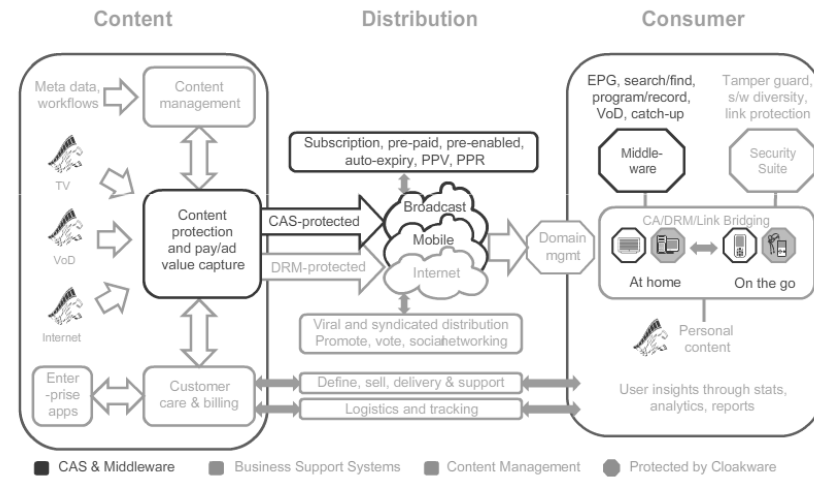 Content
Distribution
Consumer
Meta data,
workflows
Content
management
TV
VoD
Internet
Content
protection
and pay/ad
value capture
Enter
-prise
apps
Customer
care & billing
Subscription, pre-paid, pre-enabled,
auto-expiry, PPV, PPR
CAS-protected
DRM-protected
Broadcast
Mobile
Internet
Viral and syndicated distribution
Promote, vote, socialnetworking
Define, sell, delivery & support
Logistics and tracking
Domain
mgmt
EPG, search/find,
program/record,
VoD, catch-up
Tamper guard,
s/w diversity,
link protection
Middle-
ware
Security
Suite
CA/DRM/Link Bridging
At home
On the go
Personal
content
User insights through stats,
analytics, reports
CAS & Middleware
Business Support Systems
Content Management
Protected by Cloakware